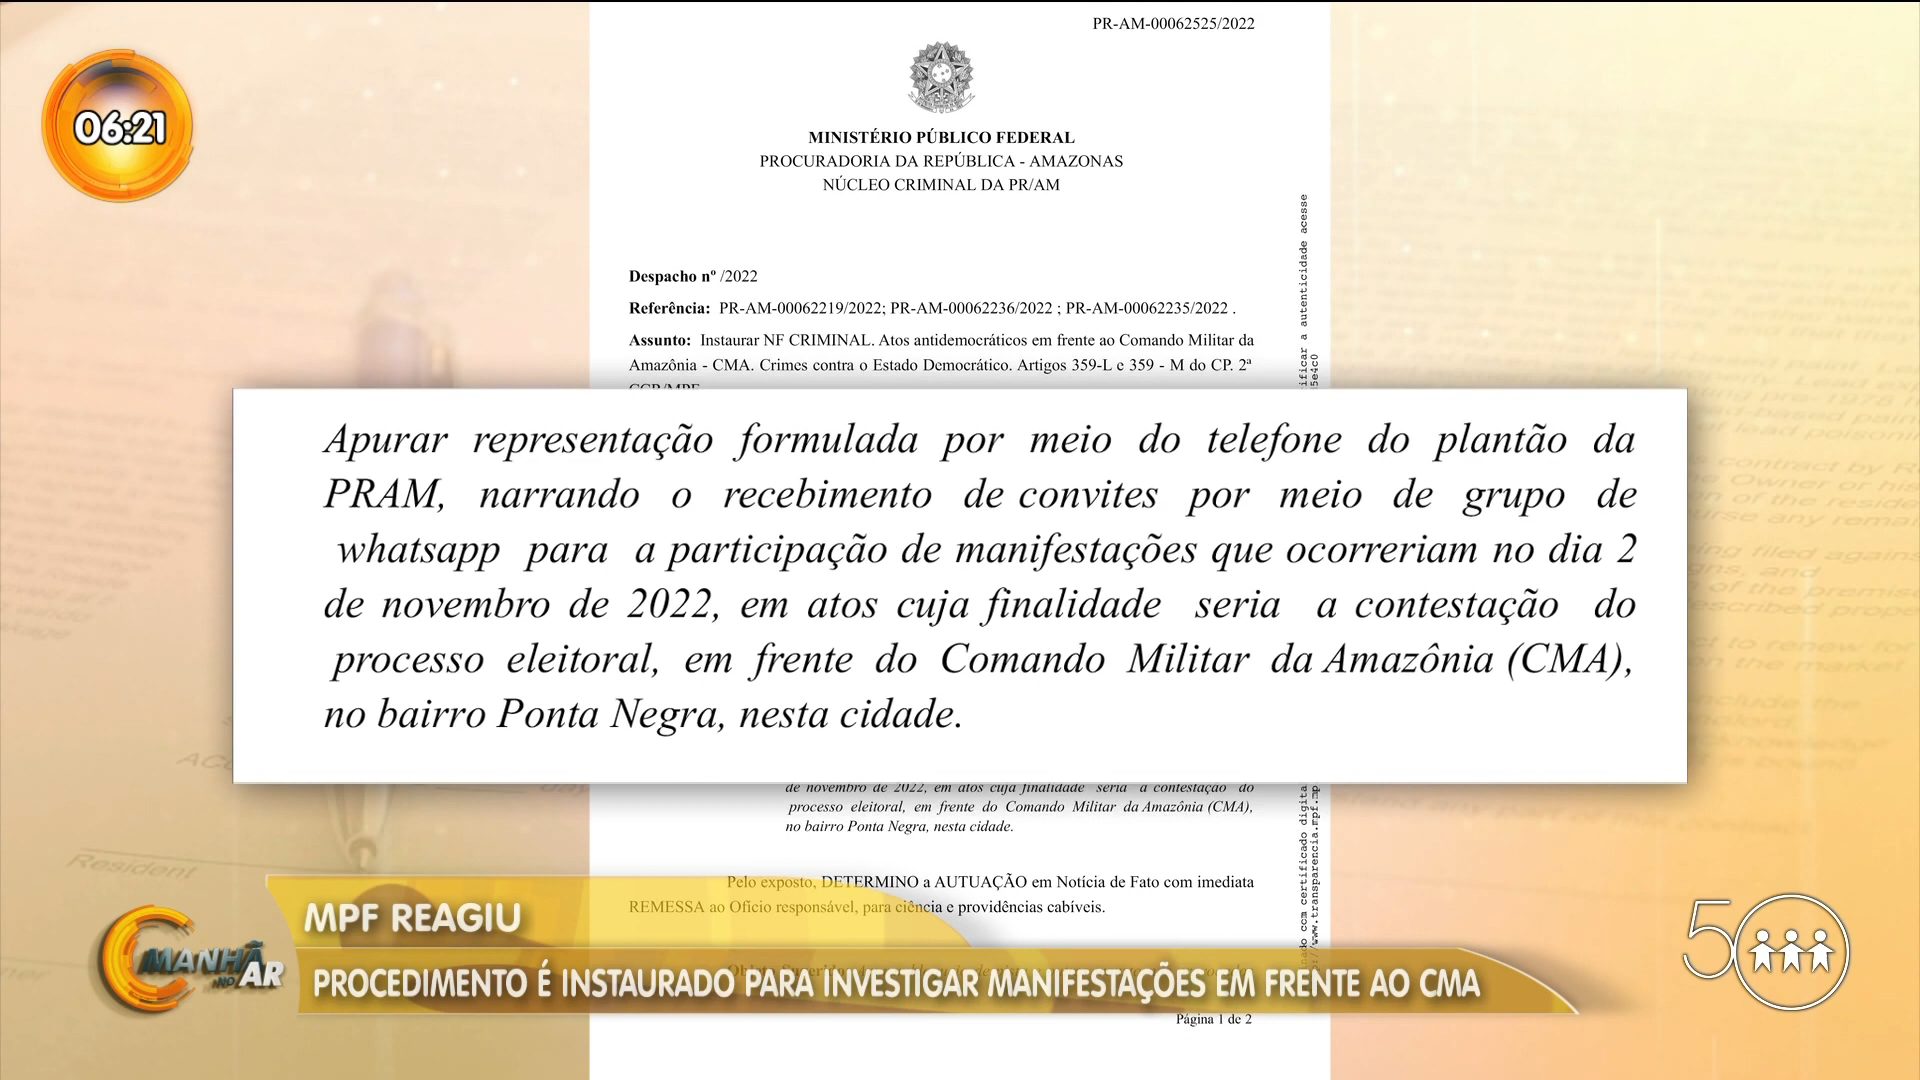 PR-AM-00062525/2022
06:21
MINISTÉRIO PÚBLICO FEDERAL
PROCURADORIA DA REPÚBLICA - AMAZONAS
NÚCLEO CRIMINAL DA PR/AM
Despacho nº /2022
Referência: PR-AM-00062219/2022; PR-AM-00062236/2022 ; PR-AM-00062235/2022 .
Assunto: Instaurar NF CRIMINAL. Atos antidemocráticos em frente ao Comando Militar da
Amazônia - CMA. Crimes contra o Estado Democrático. Artigos 359-L e 359 - M do CP. 2ª
Apurar representação formulada por meio do telefone do plantão da
PRAM, narrando o recebimento de convites por meio de grupo de
whatsapp para a participação de manifestações que ocorreriam no dia 2
de novembro de 2022, em atos cuja finalidade seria a contestação do
processo eleitoral, em frente do Comando Militar da Amazônia (CMA),
no bairro Ponta Negra, nesta cidade.
de novembro de 2022, em atos cuja finalidade seria a contestação do
processo eleitoral, em frente do Comando Militar da Amazônia (CMA),
no bairro Ponta Negra, nesta cidade.
Pelo exposto, DETERMINO a AUTUAÇÃO em Notícia de Fato com imediata
REMESSA ao Ofício responsável, para ciência e providências cabíveis.
MPF REAGIU
PROCEDIMENTO É INSTAURADO PARA INVESTIGAR MANIFESTAÇÕES EM FRENTE AO CMA
MANHÃ
NO AR
50
Página 1 de 2
a autenticidade acesse
com certificado
Resident